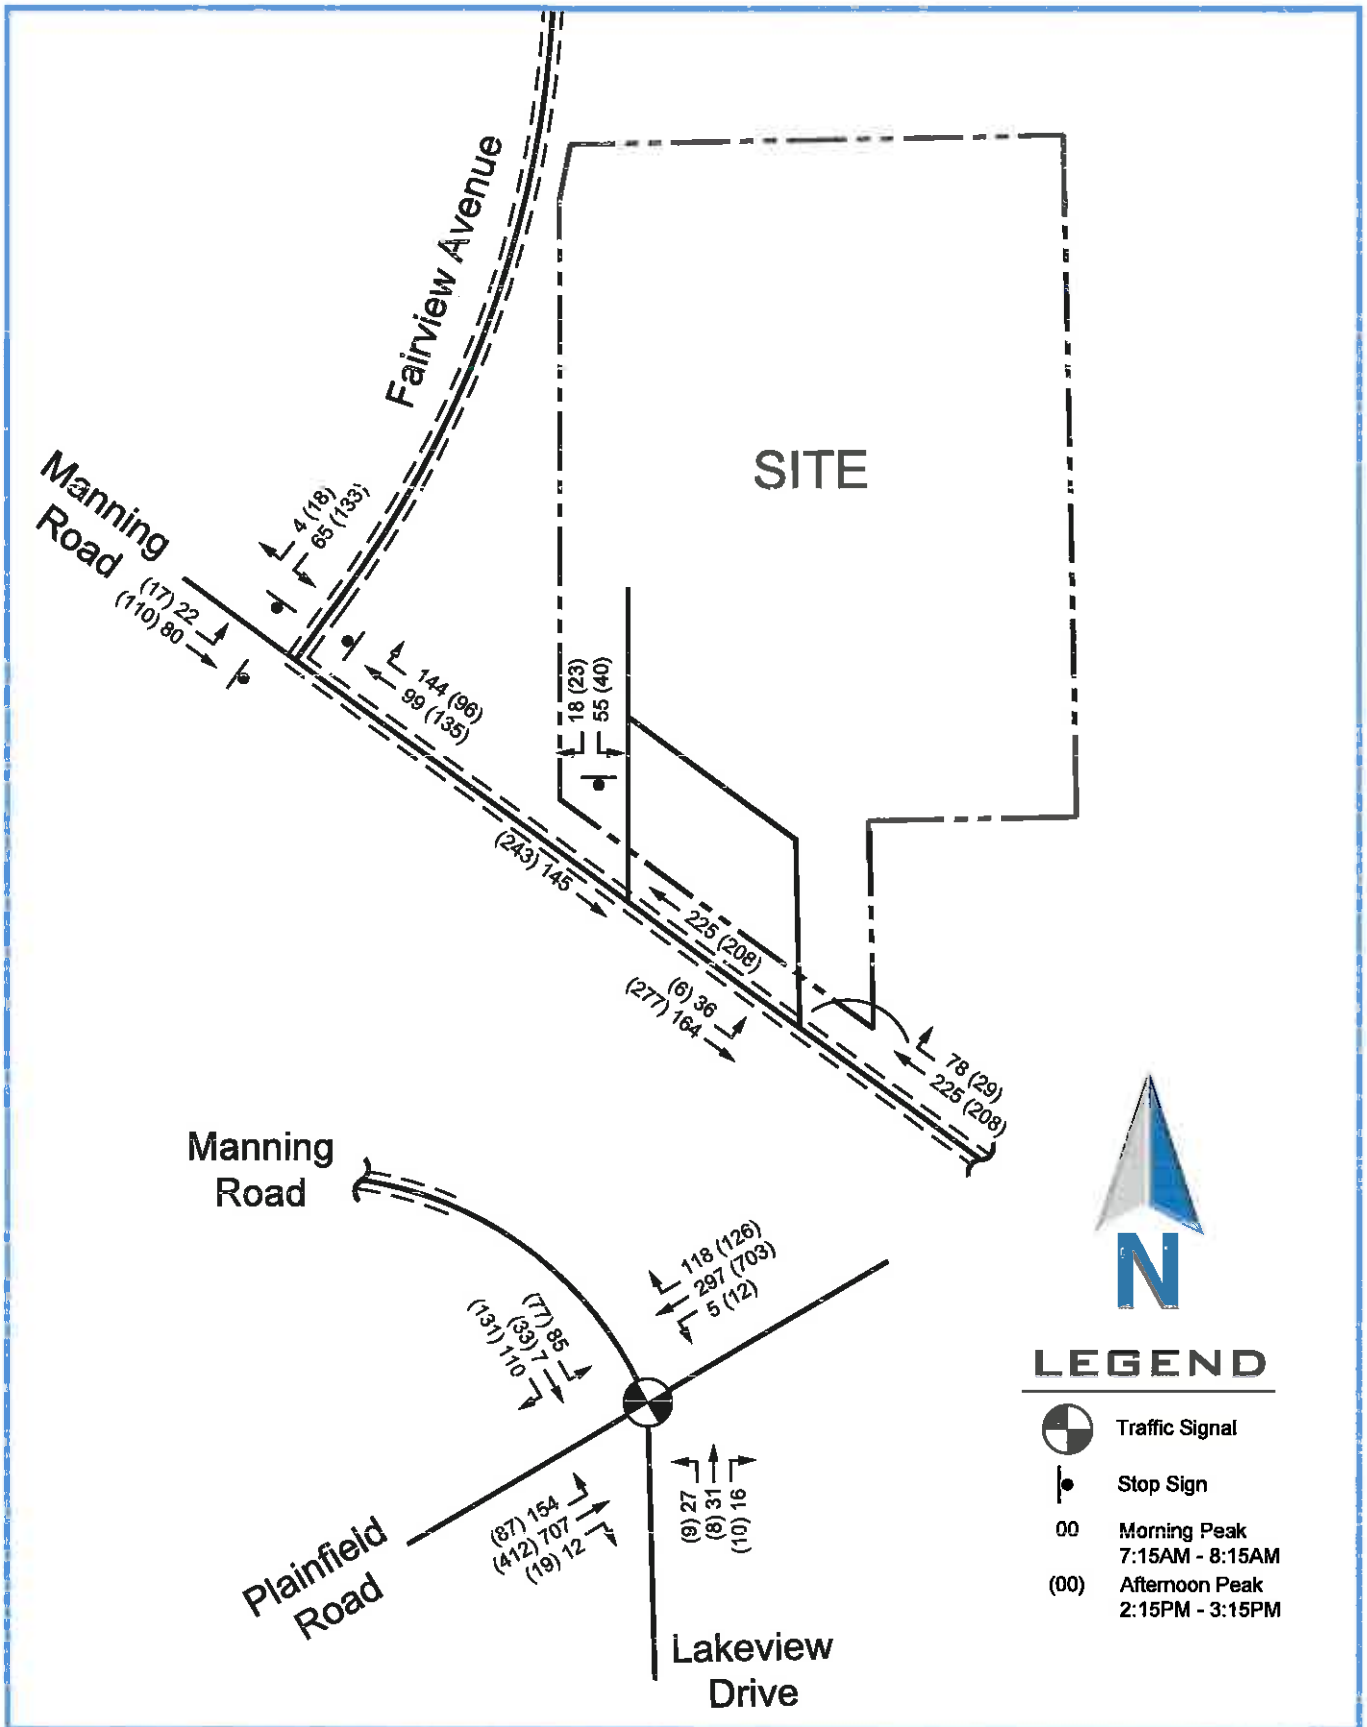 Fairview Avenue
SITE
Manning
Road
4 (18)
65 (133)
(17) 22
(110) 80
144 (96)
99 (135)
18 (23)
55 (40)
(243) 145
225 (208)
(6) 36
(277) 164
78 (29)
225 (208)
Manning
Road
118 (126)
297 (703)
5 (12)
(77) 85
(33) 7
(131) 110
(87) 154
(412) 707
(19) 12
(9) 27
(8) 31
(10) 16
Plainfield
Road
Lakeview
Drive
N
LEGEND
Traffic Signal
Stop Sign
00 Morning Peak
7:15AM - 8:15AM
(00) Afternoon Peak
2:15PM - 3:15PM